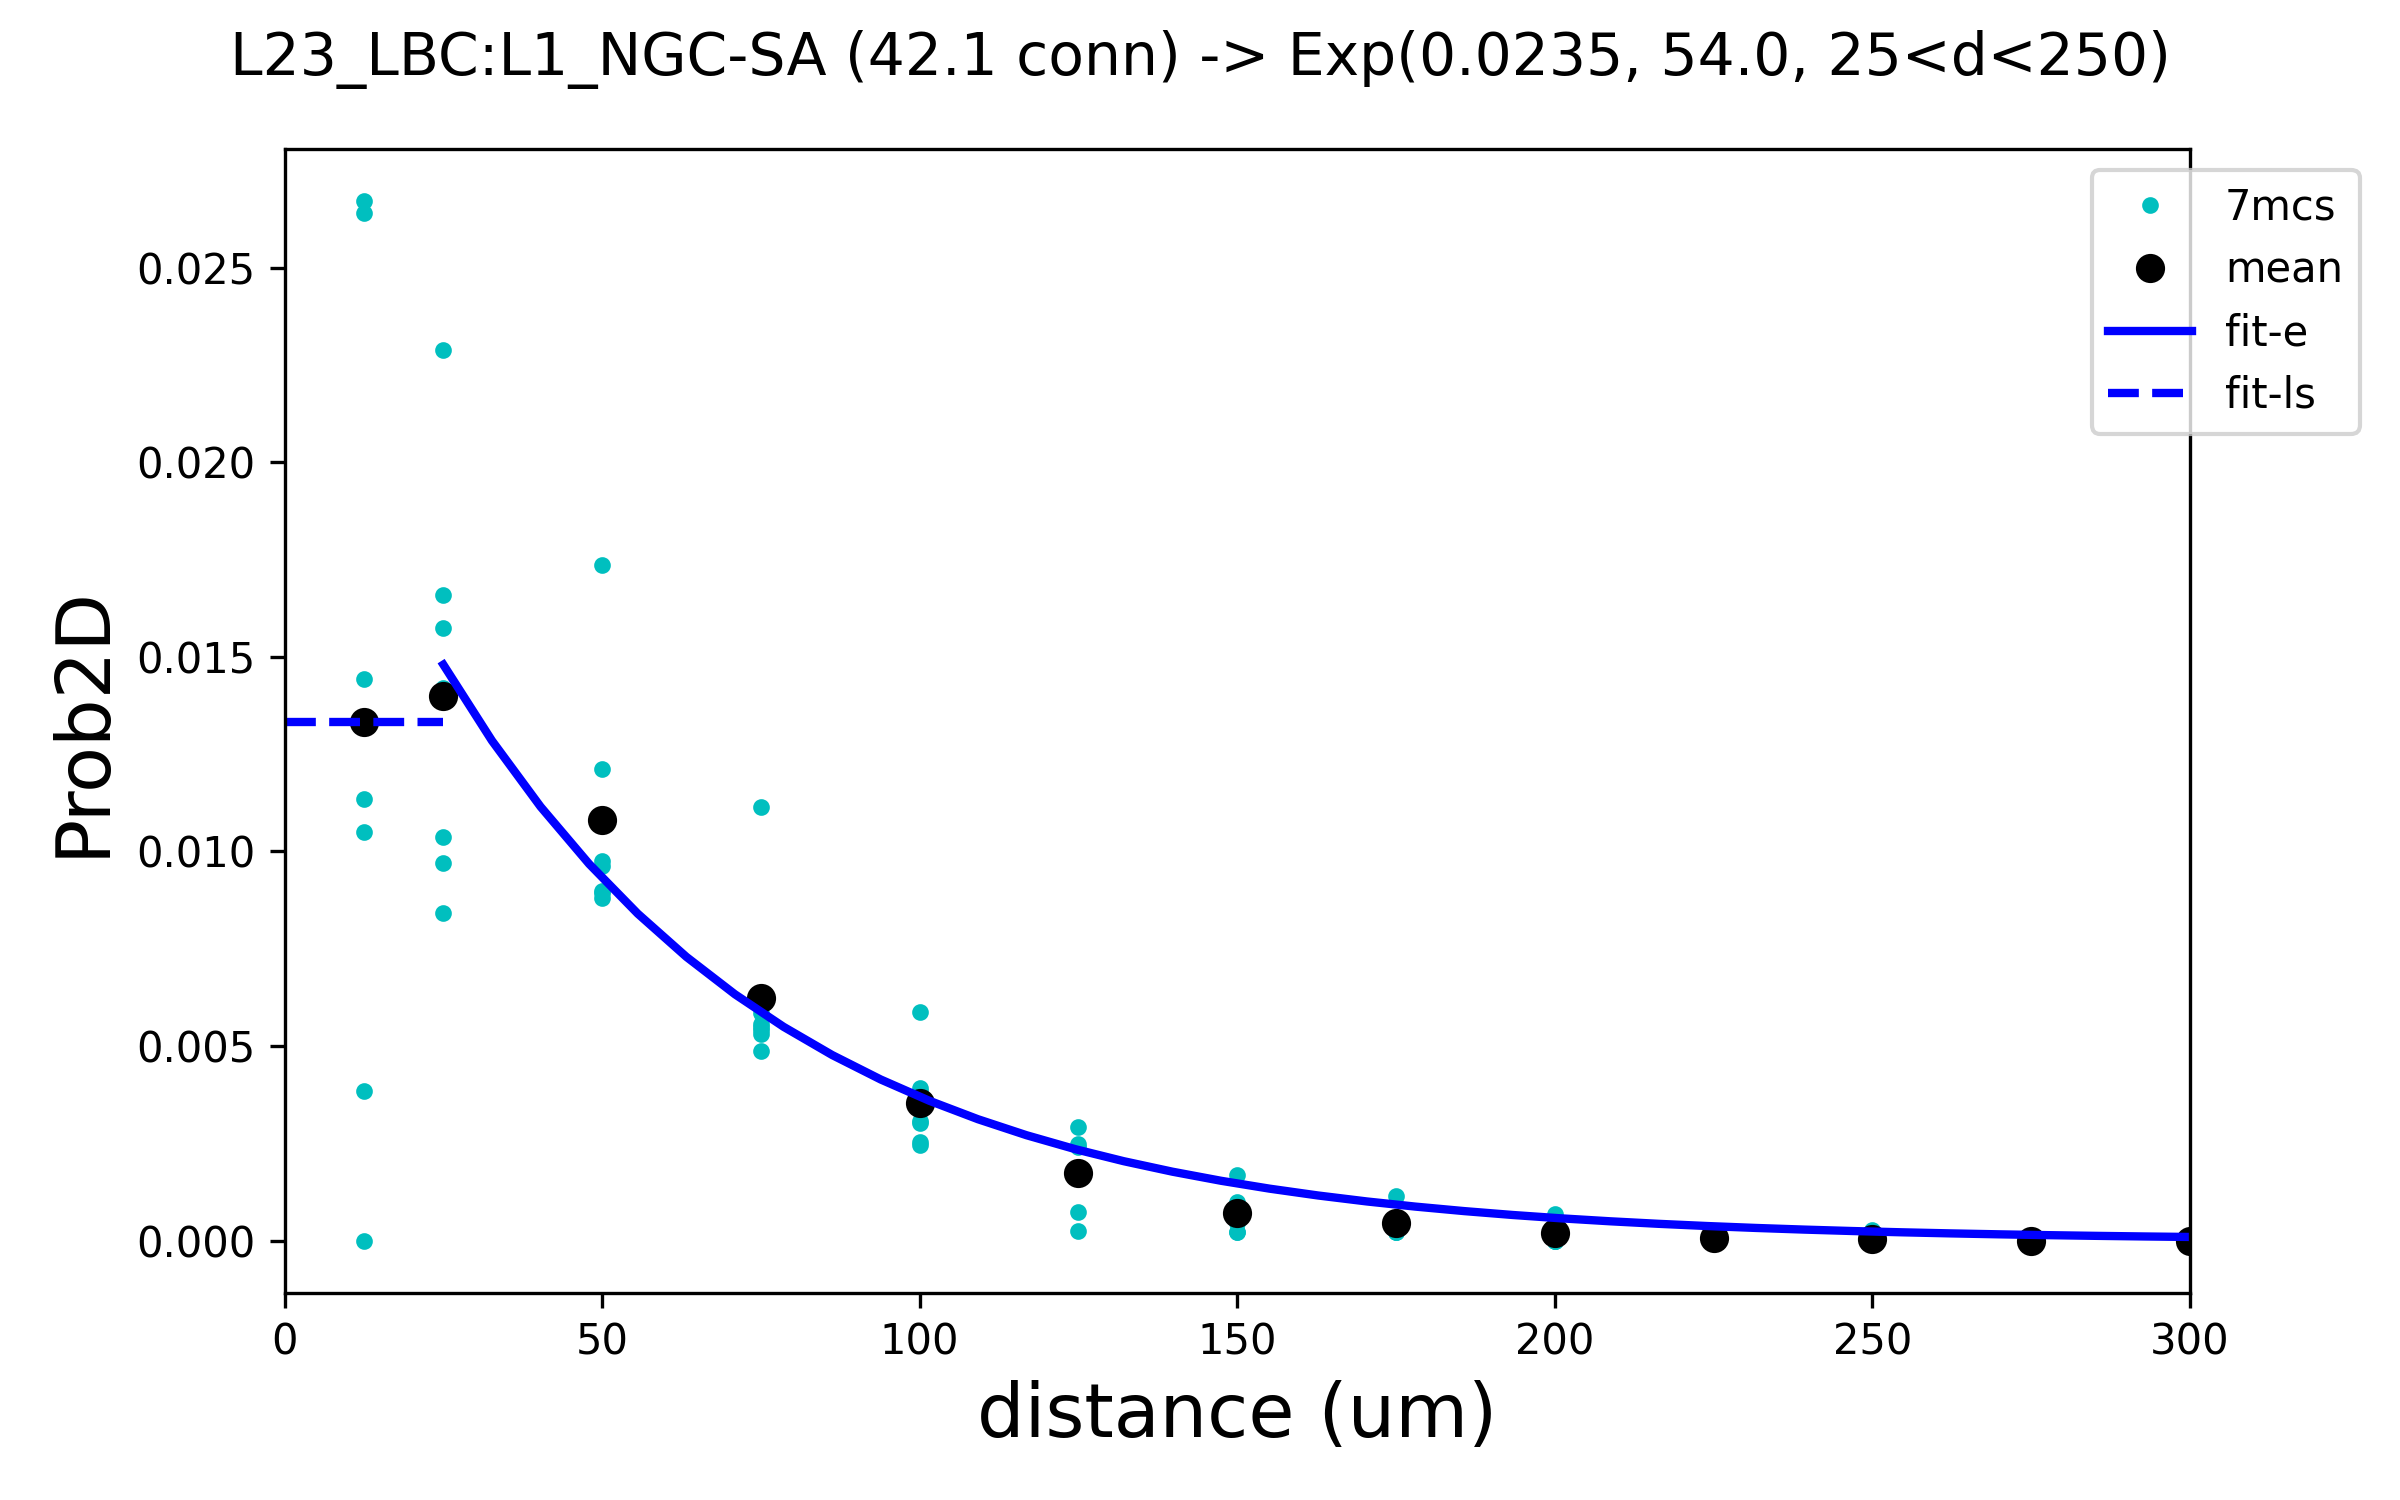 L23_LBC:L1_NGC-SA (42.1 conn) -> Exp(0.0235, 54.0, 25<d<250)
7mcs
mean
fit-e
fit-ls
Prob2D
0.025
0.020
0.015
0.010
0.005
0.000
0
50
100
150
200
250
300
distance (um)